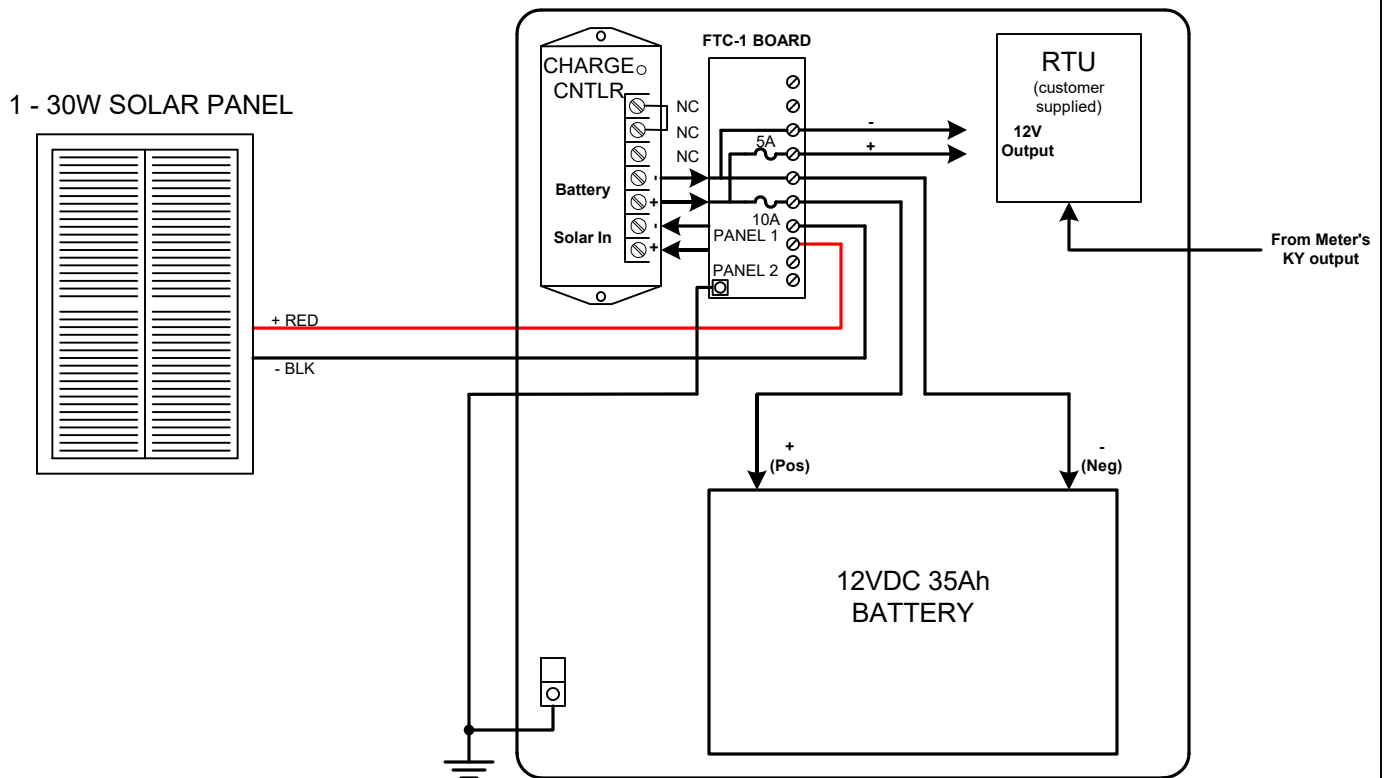 1 - 30W SOLAR PANEL
+ RED
- BLK
CHARGE
CNTLR
NC
NC
NC
Battery
-
+
Solar In
-
+
FTC-1 BOARD
5A
10A
PANEL 1
PANEL 2
-
+
RTU
(customer
supplied)
12V
Output
From Meter's
KY output
+
(Pos)
-
(Neg)
12VDC 35Ah
BATTERY